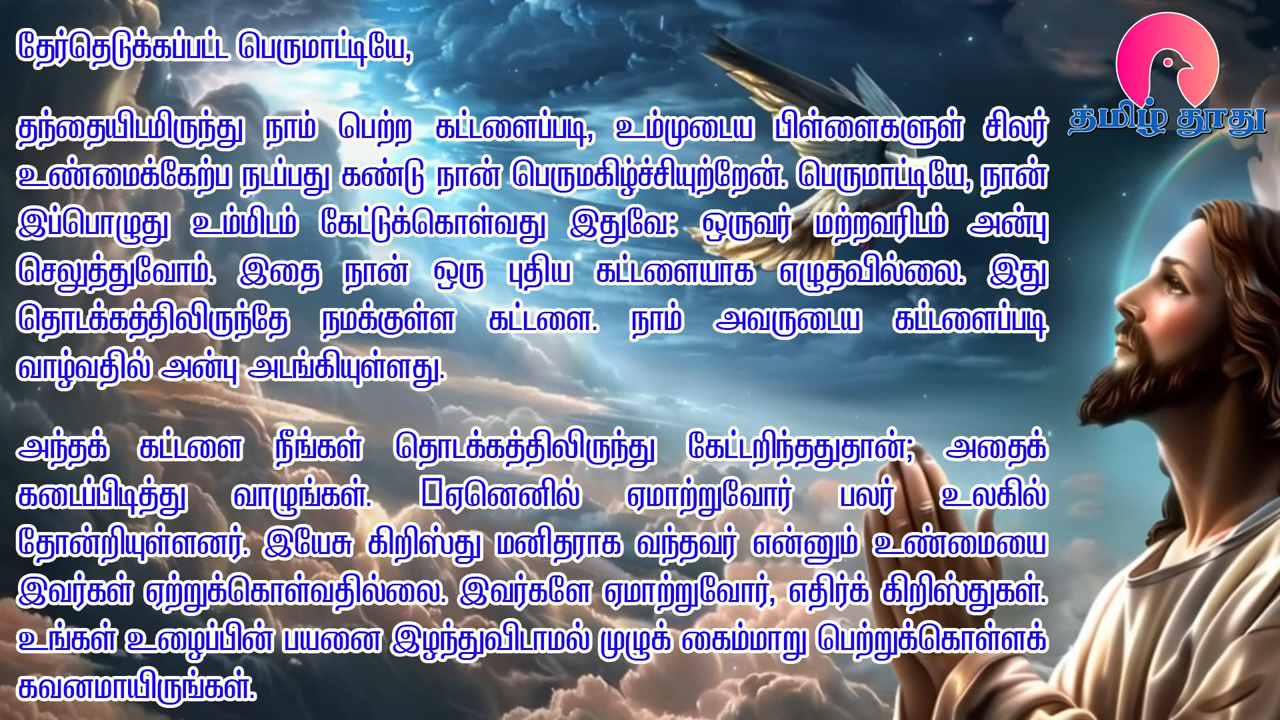 தேர்தெடுக்கப்பட்ட பெருமாட்டியே,
தமிழ் தூது
தந்தையிடமிருந்து நாம் பெற்ற கட்டளைப்படி, உம்முடைய பிள்ளைகளுள் சிலர்
உண்மைக்கேற்ப நடப்பது கண்டு நான் பெருமகிழ்ச்சியுற்றேன். பெருமாட்டியே, நான்
இப்பொழுது உம்மிடம் கேட்டுக்கொள்வது இதுவே: ஒருவர் மற்றவரிடம் அன்பு
செலுத்துவோம். இதை நான் ஒரு புதிய கட்டளையாக எழுதவில்லை. இது
தொடக்கத்திலிருந்தே நமக்குள்ள கட்டளை. நாம் அவருடைய கட்டளைப்படி
வாழ்வதில் அன்பு அடங்கியுள்ளது.
அந்தக் கட்டளை நீங்கள் தொடக்கத்திலிருந்து கேட்டறிந்ததுதான்; அதைக்
கடைப்பிடித்து வாழுங்கள். ஏனெனில் ஏமாற்றுவோர் பலர் உலகில்
தோன்றியுள்ளனர். இயேசு கிறிஸ்து மனிதராக வந்தவர் என்னும் உண்மையை
இவர்கள் ஏற்றுக்கொள்வதில்லை. இவர்களே ஏமாற்றுவோர், எதிர்க் கிறிஸ்துகள்.
உங்கள் உழைப்பின் பயனை இழந்துவிடாமல் முழுக் கைம்மாறு பெற்றுக்கொள்ளக்
கவனமாயிருங்கள்.